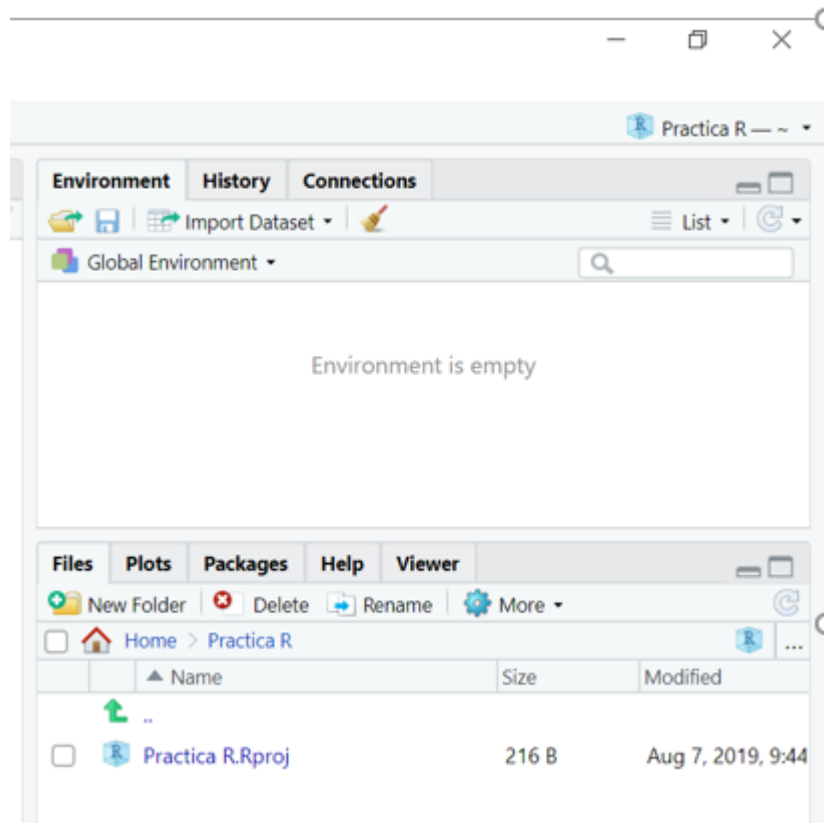 Practica R — ~
Environment History Connections
Import Dataset List
Global Environment
Environment is empty
Files Plots Packages Help Viewer
New Folder Delete Rename More
Home > Practica R ...
Name Size Modified
..
Practica R.Rproj 216 B Aug 7, 2019, 9:44